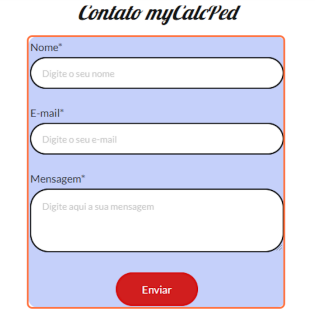 Contato myCalcPed
Nome*
Digite o seu nome
E-mail*
Digite o seu e-mail
Mensagem*
Digite aqui a sua mensagem
Enviar